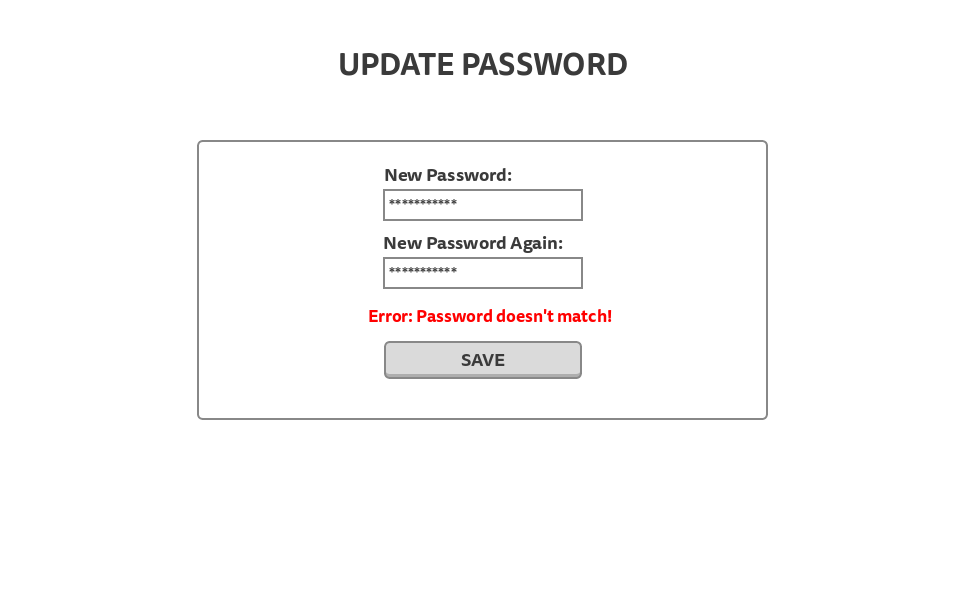 UPDATE PASSWORD
New Password:
***********
New Password Again:
***********
Error: Password doesn't match!
SAVE